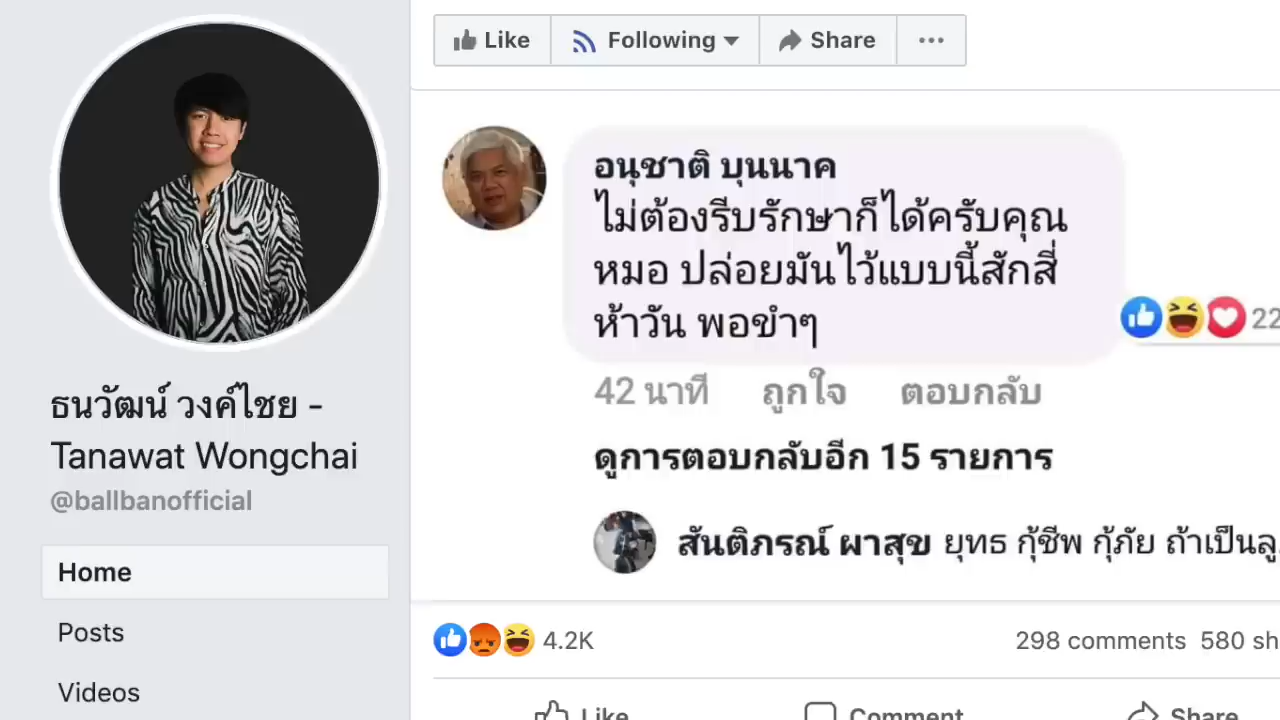 Like
Following
Share
อนุชาติ บุนนาค
ไม่ต้องรีบรักษาก็ได้ครับคุณ
หมอ ปล่อยมันไว้แบบนี้สักสี่
ห้าวัน พอขำๆ
22
42 นาที ถูกใจ ตอบกลับ
ดูการตอบกลับอีก 15 รายการ
สันติภรณ์ ผาสุข ยุทธ กุ้ชีพ กุ้ภัย ถ้าเป็นลู
4.2K
298 comments 580 sh
Like
Comment
Share
ธนวัฒน์ วงค์ไชย -
Tanawat Wongchai
@ballbanofficial
Home
Posts
Videos